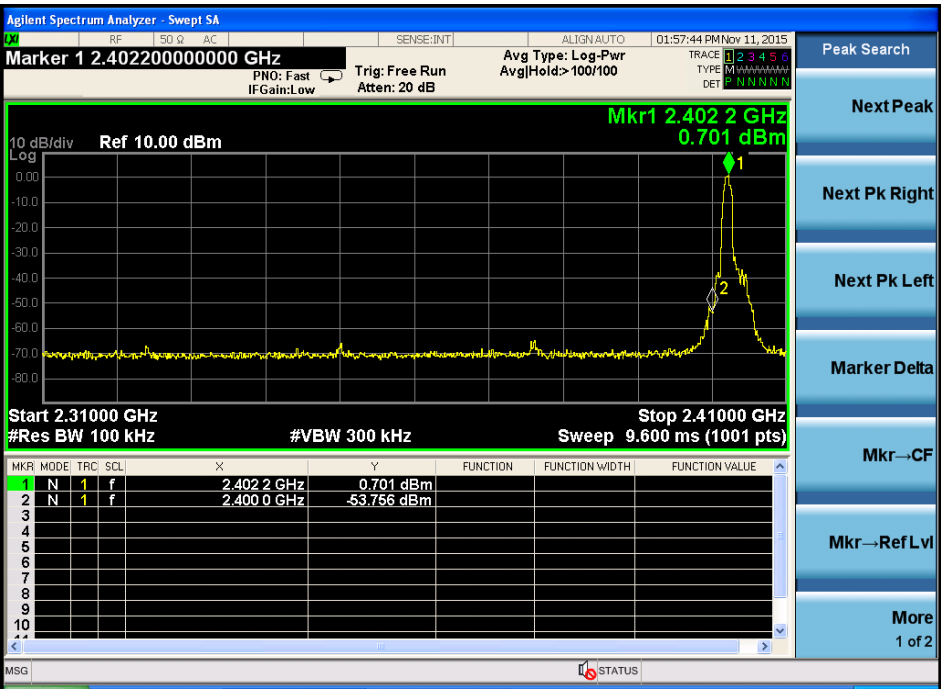 Agilent Spectrum Analyzer - Swept SA
LXI RF 50 Ω AC SENSE:INT ALIGN AUTO 01:57:44 PM Nov 11, 2015
Marker 1 2.402200000000 GHz
PNO: Fast
IFGain:Low
Trig: Free Run
Atten: 20 dB
Avg Type: Log-Pwr
Avg|Hold:>100/100
TRACE 1 2 3 4 5 6
TYPE M WWWWW
DET P N N N N N
Peak Search
Mkr1 2.402 2 GHz
0.701 dBm
10 dB/div Ref 10.00 dBm
Log
1
0.00
-10.0
-20.0
-30.0
-40.0
2
-50.0
-60.0
-70.0
-80.0
Start 2.31000 GHz Stop 2.41000 GHz
#Res BW 100 kHz #VBW 300 kHz Sweep 9.600 ms (1001 pts)
MKR MODE TRC SCL X Y FUNCTION FUNCTION WIDTH FUNCTION VALUE
1 N 1 f 2.402 2 GHz 0.701 dBm
2 N 1 f 2.400 0 GHz -53.756 dBm
3
4
5
6
7
8
9
10
11
MSG STATUS
Next Peak
Next Pk Right
Next Pk Left
Marker Delta
Mkr→CF
Mkr→Ref Lvl
More
1 of 2